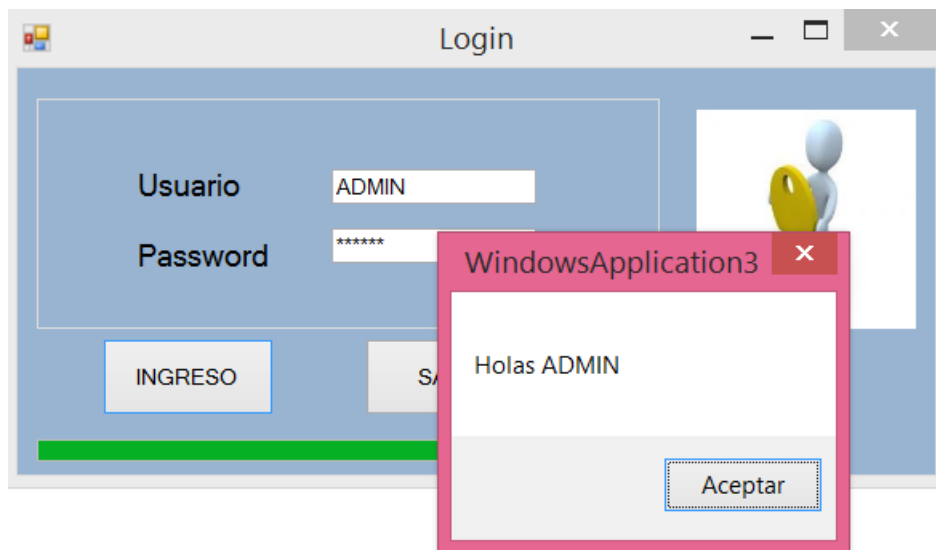 Login
Usuario
ADMIN
Password
******
WindowsApplication3
Holas ADMIN
INGRESO
Aceptar